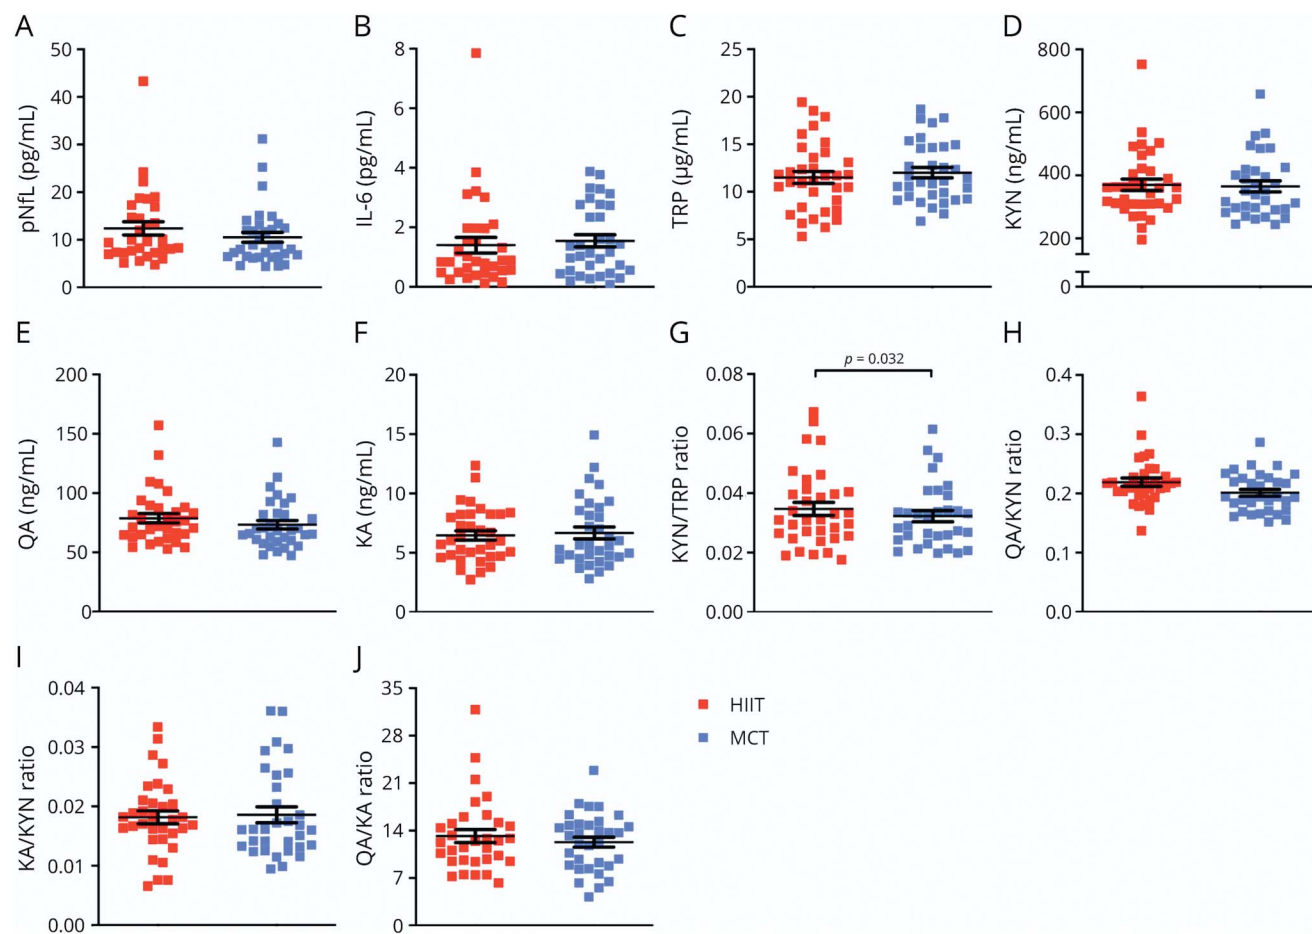 A
pNfL (pg/mL)
50
40
30
20
10
0
B
IL-6 (pg/mL)
8
6
4
2
0
C
TRP (μg/mL)
25
20
15
10
5
0
D
KYN (ng/mL)
800
600
400
200
0
E
QA (ng/mL)
200
150
100
50
0
F
KA (ng/mL)
20
15
10
5
0
G
KYN/TRP ratio
p = 0.032
0.08
0.06
0.04
0.02
0.00
H
QA/KYN ratio
0.4
0.3
0.2
0.1
0.0
I
KA/KYN ratio
0.04
0.03
0.02
0.01
0.00
J
QA/KA ratio
35
28
21
14
7
0
HIIT
MCT